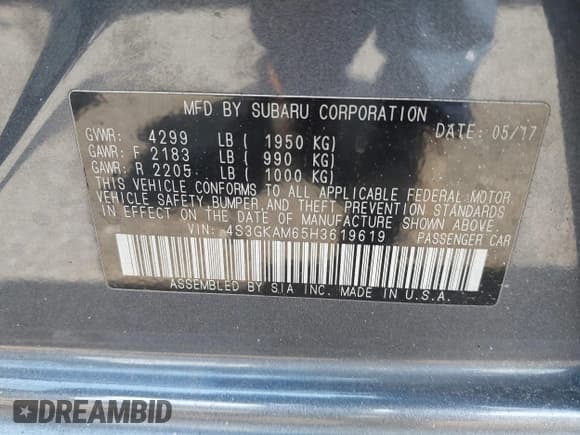 MFD BY SUBARU CORPORATION
DATE: 05/17
GVWR: 4299 LB ( 1950 KG)
GAWR: F 2183 LB ( 990 KG)
GAWR: R 2205 LB ( 1000 KG)
THIS VEHICLE CONFORMS TO ALL APPLICABLE FEDERAL MOTOR
VEHICLE SAFETY,BUMPER,AND THEFT PREVENTION STANDARDS
IN EFFECT ON THE DATE OF MANUFACTURE SHOWN ABOVE.
VIN: 4S3GKAM65H3619619 PASSENGER CAR
ASSEMBLED BY SIA INC. MADE IN U.S.A.
DREAMBID